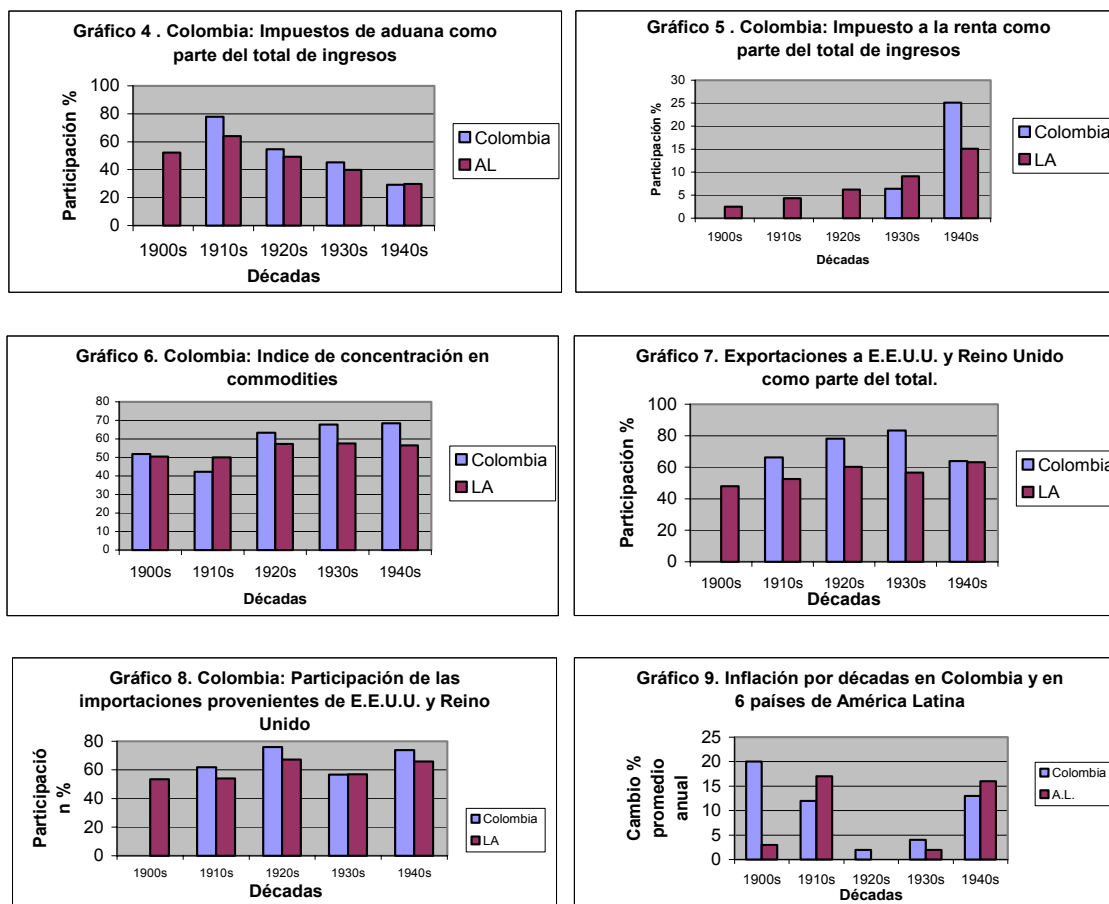 Gráfico 4 . Colombia: Impuestos de aduana como
parte del total de ingresos
Participación %
100
80
60
40
20
0
1900s 1910s 1920s 1930s 1940s
Décadas
Colombia
AL
Gráfico 5 . Colombia: Impuesto a la renta como
parte del total de ingresos
Participación %
30
25
20
15
10
5
0
1900s 1910s 1920s 1930s 1940s
Décadas
Colombia
LA
Gráfico 6. Colombia: Indice de concentración en
commodities
80
70
60
50
40
30
20
10
0
1900s 1910s 1920s 1930s 1940s
Décadas
Colombia
LA
Gráfico 7. Exportaciones a E.E.U.U. y Reino Unido
como parte del total.
Participación %
100
80
60
40
20
0
1900s 1910s 1920s 1930s 1940s
Décadas
Colombia
LA
Gráfico 8. Colombia: Participación de las
importaciones provenientes de E.E.U.U. y Reino
Unido
Participació
n %
80
60
40
20
0
1900s 1910s 1920s 1930s 1940s
Décadas
Colombia
LA
Gráfico 9. Inflación por décadas en Colombia y en
6 países de América Latina
Cambio %
promedio
anual
25
20
15
10
5
0
1900s 1910s 1920s 1930s 1940s
Décadas
Colombia
A.L.